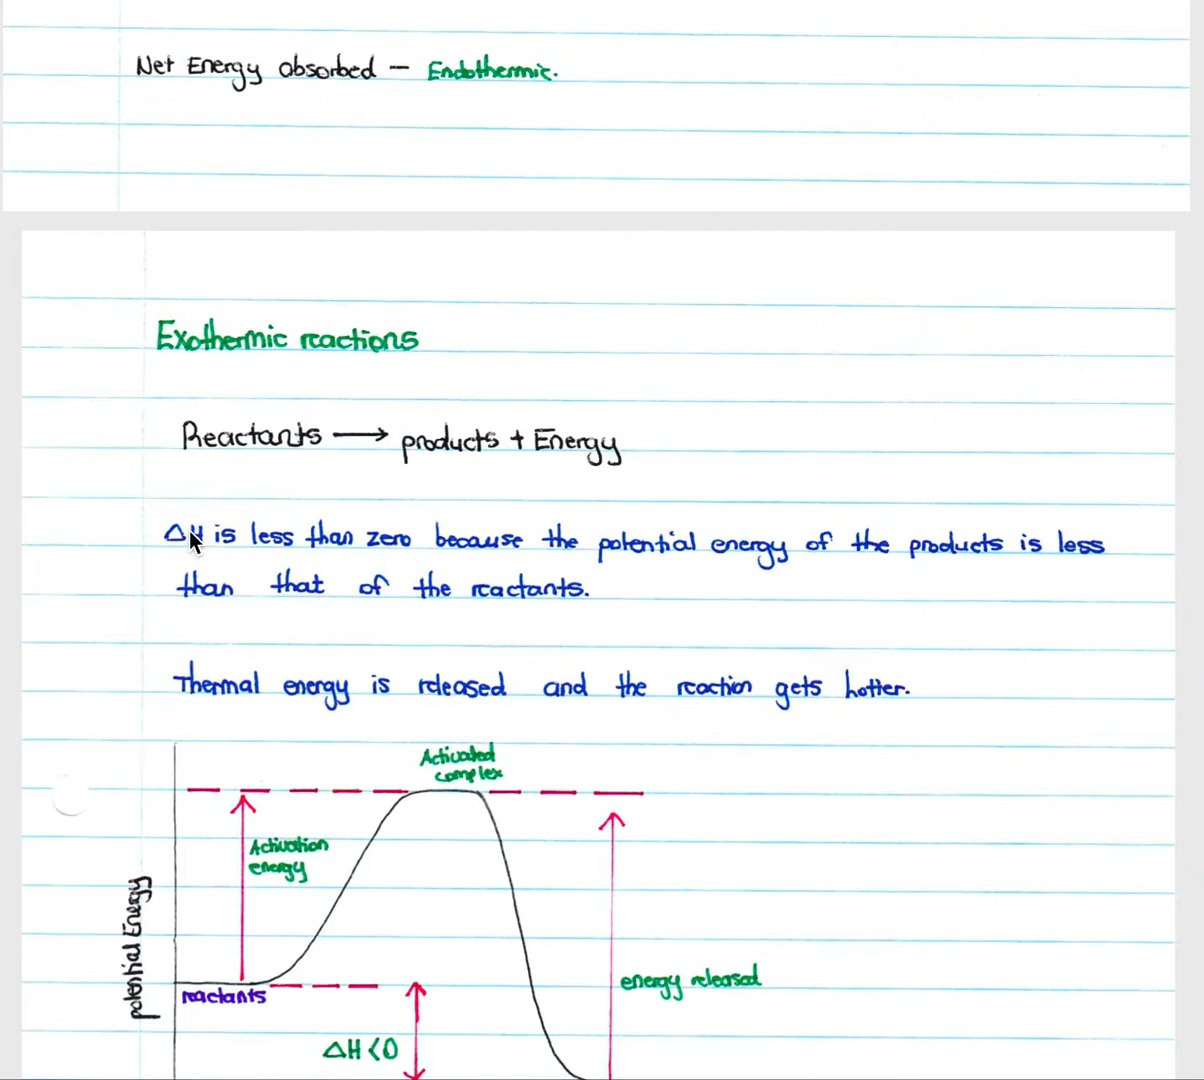 Net Energy absorbed – Endothermic.
Exothermic reactions
Reactants ⟶ products + Energy
ΔH is less than zero because the potential energy of the products is less
than that of the reactants.
Thermal energy is released and the reaction gets hotter.
Activated
complex
Activation
energy
potential Energy
energy released
reactants
ΔH<0